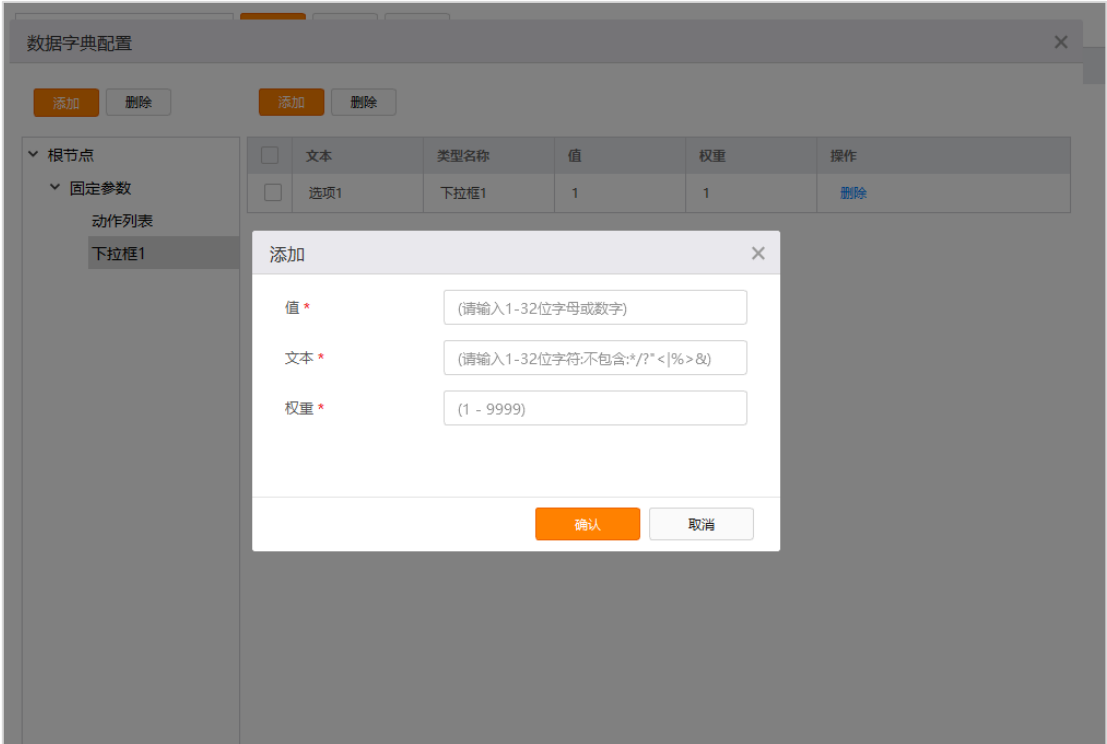 数据字典配置
添加 删除 添加 删除
根节点
固定参数
动作列表
下拉框1
文本 类型名称 值 权重 操作
选项1 下拉框1 1 1 删除
添加
值 * (请输入1-32位字母或数字)
文本 * (请输入1-32位字符:不包含:*/?"<|%>&)
权重 * (1 - 9999)
确认 取消